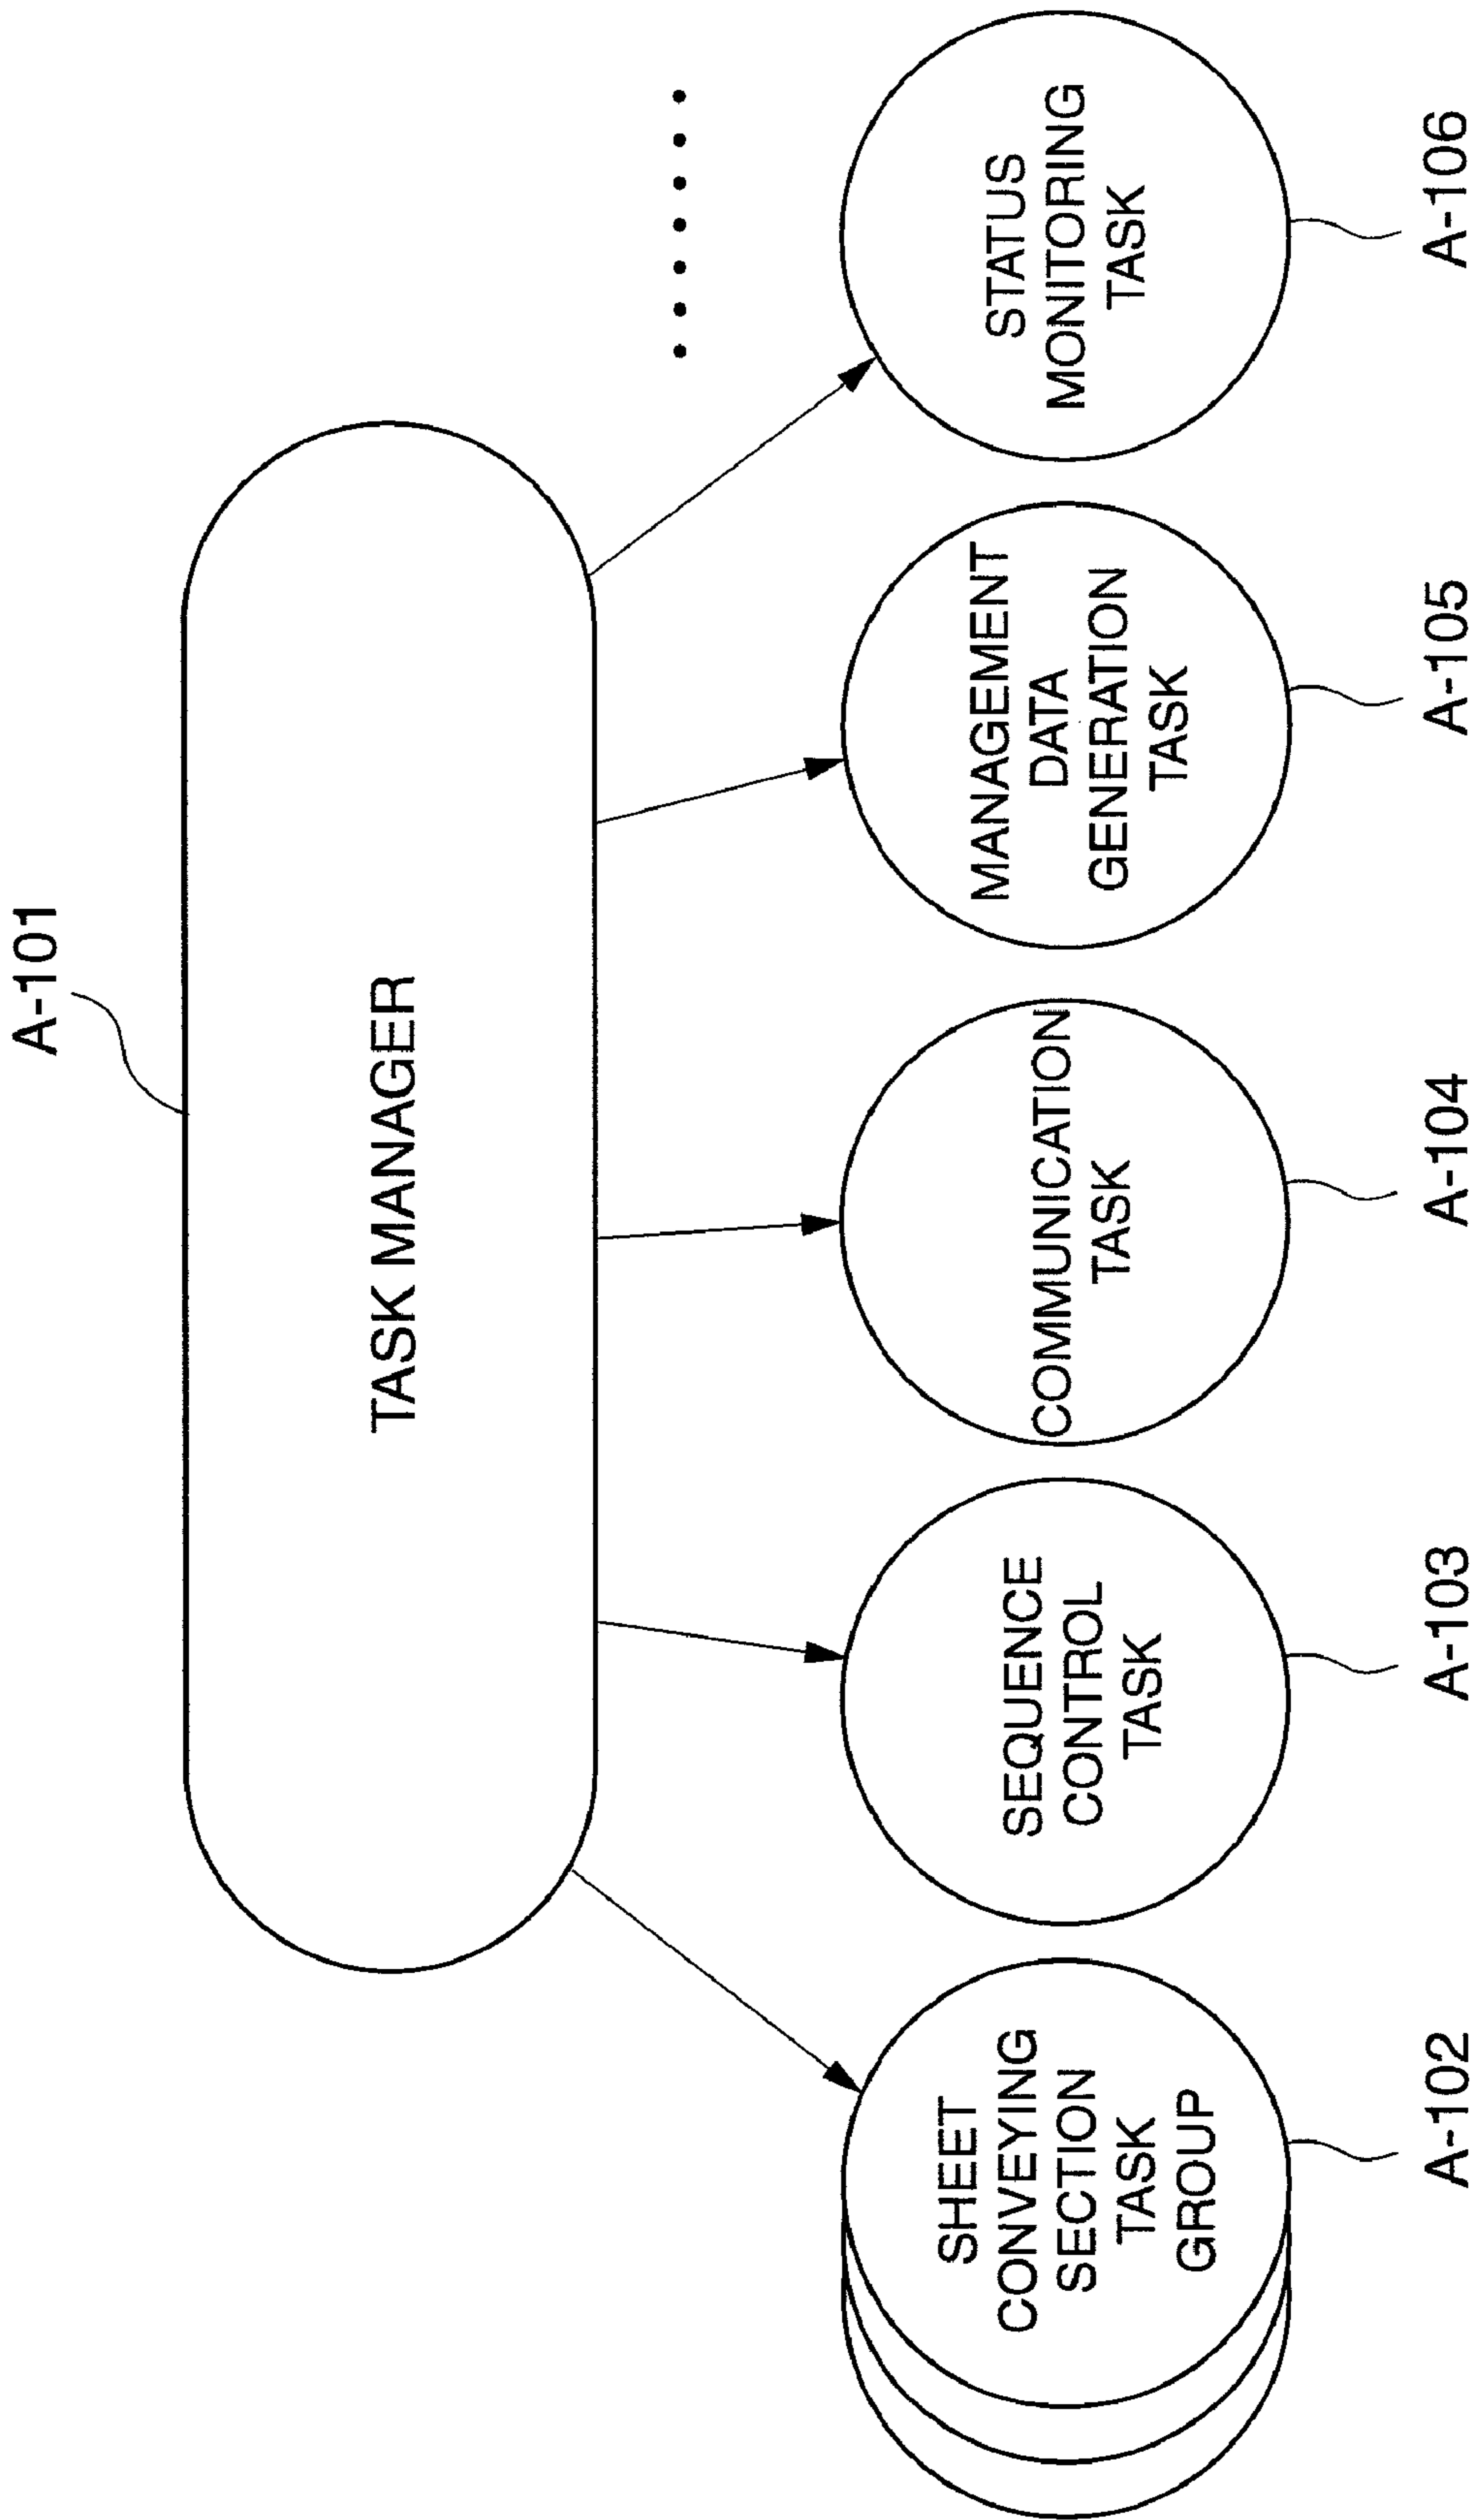 A-101
TASK MANAGER
SHEET
CONVEYING
SECTION
TASK
GROUP
SEQUENCE
CONTROL
TASK
COMMUNICATION
TASK
MANAGEMENT
DATA
GENERATION
TASK
STATUS
MONITORING
TASK
A-102
A-103
A-104
A-105
A-106